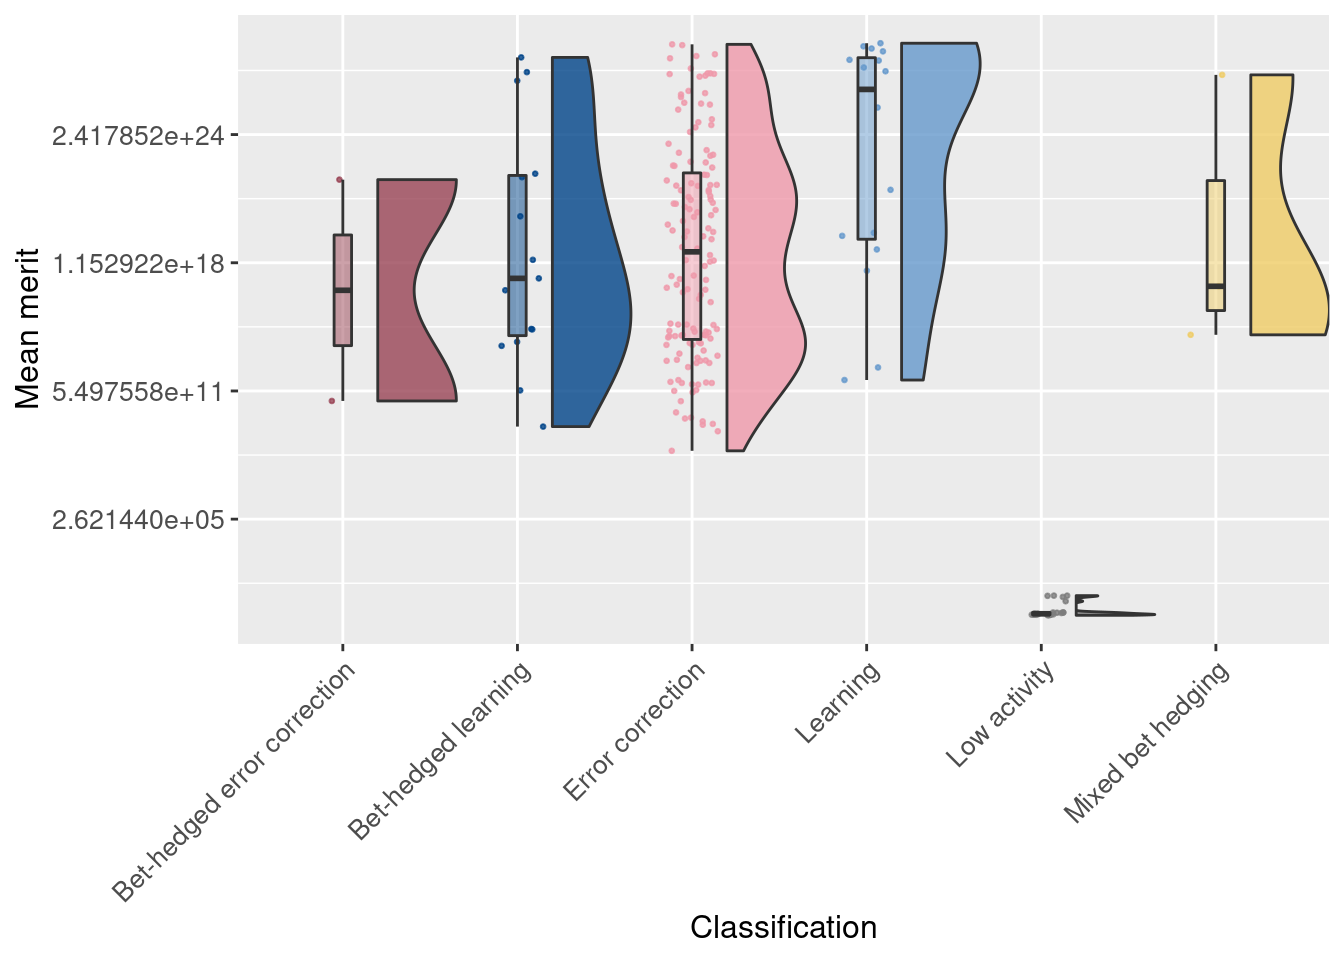 Mean merit
2.417852e+24
1.152922e+18
5.497558e+11
2.621440e+05
Bet-hedged error correction
Bet-hedged learning
Error correction
Learning
Low activity
Mixed bet hedging
Classification